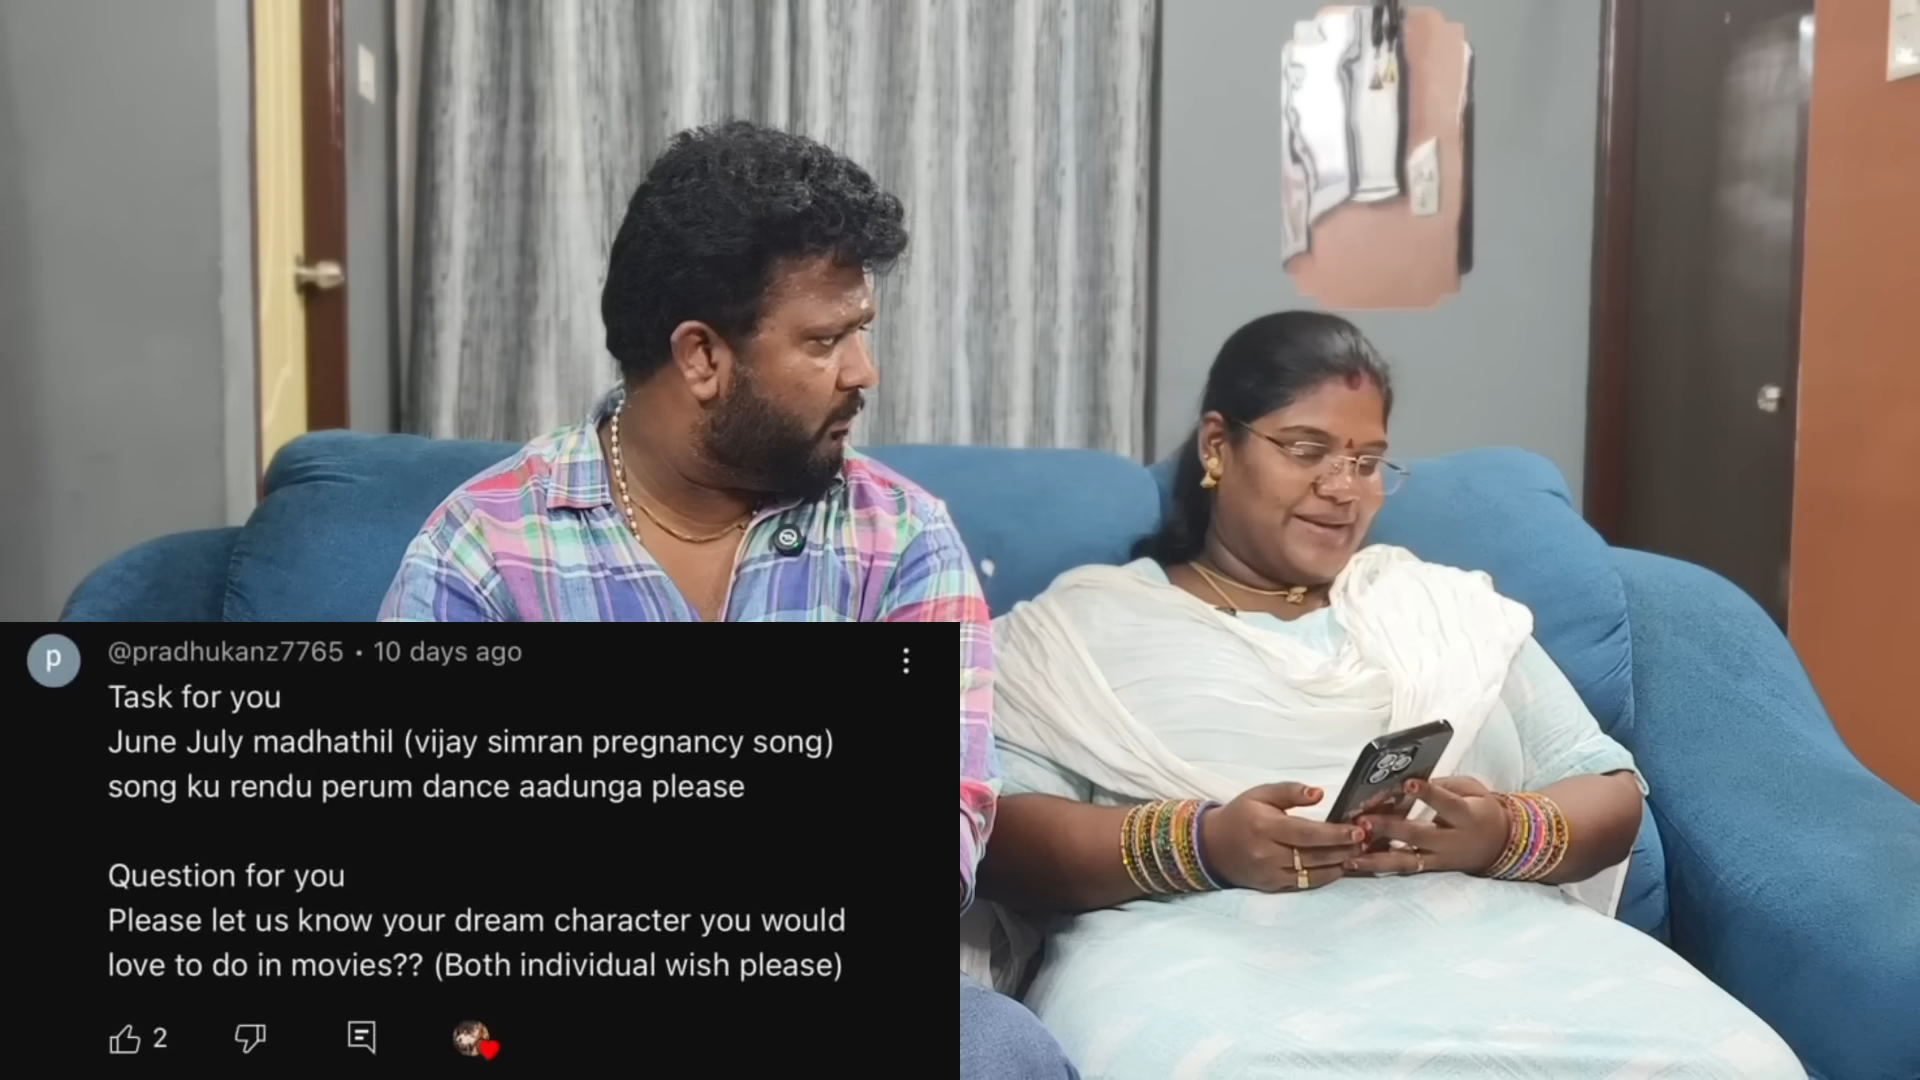 p
@pradhukanz7765 • 10 days ago
Task for you
June July madhathil (vijay simran pregnancy song)
song ku rendu perum dance aadunga please
Question for you
Please let us know your dream character you would
love to do in movies?? (Both individual wish please)
2